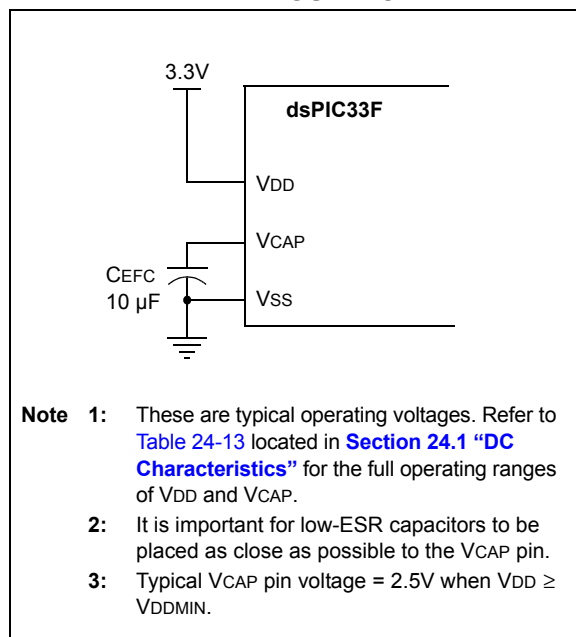 3.3V
dsPIC33F
VDD
VCAP
CEFC
10 µF
VSS
Note 1: These are typical operating voltages. Refer to
Table 24-13 located in Section 24.1 “DC
Characteristics” for the full operating ranges
of VDD and VCAP.
2: It is important for low-ESR capacitors to be
placed as close as possible to the VCAP pin.
3: Typical VCAP pin voltage = 2.5V when VDD ≥
VDDMIN.